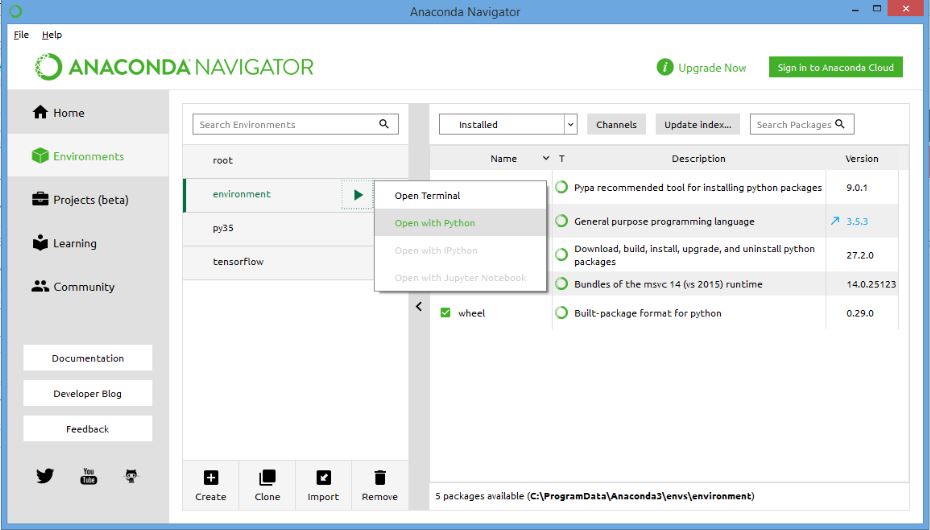 Anaconda Navigator
File Help
ANACONDA NAVIGATOR
i Upgrade Now
Sign in to Anaconda Cloud
Home
Environments
Projects (beta)
Learning
Community
Documentation
Developer Blog
Feedback
You
Tube
Search Environments
root
environment
py35
tensorflow
Open Terminal
Open with Python
Open with IPython
Open with Jupyter Notebook
Create Clone Import Remove
Installed Channels Update index... Search Packages
Name T Description Version
Pypa recommended tool for installing python packages 9.0.1
General purpose programming language 3.5.3
Download, build, install, upgrade, and uninstall python
packages 27.2.0
Bundles of the msvc 14 (vs 2015) runtime 14.0.25123
wheel Built-package format for python 0.29.0
5 packages available (C:\ProgramData\Anaconda3\envs\environment)